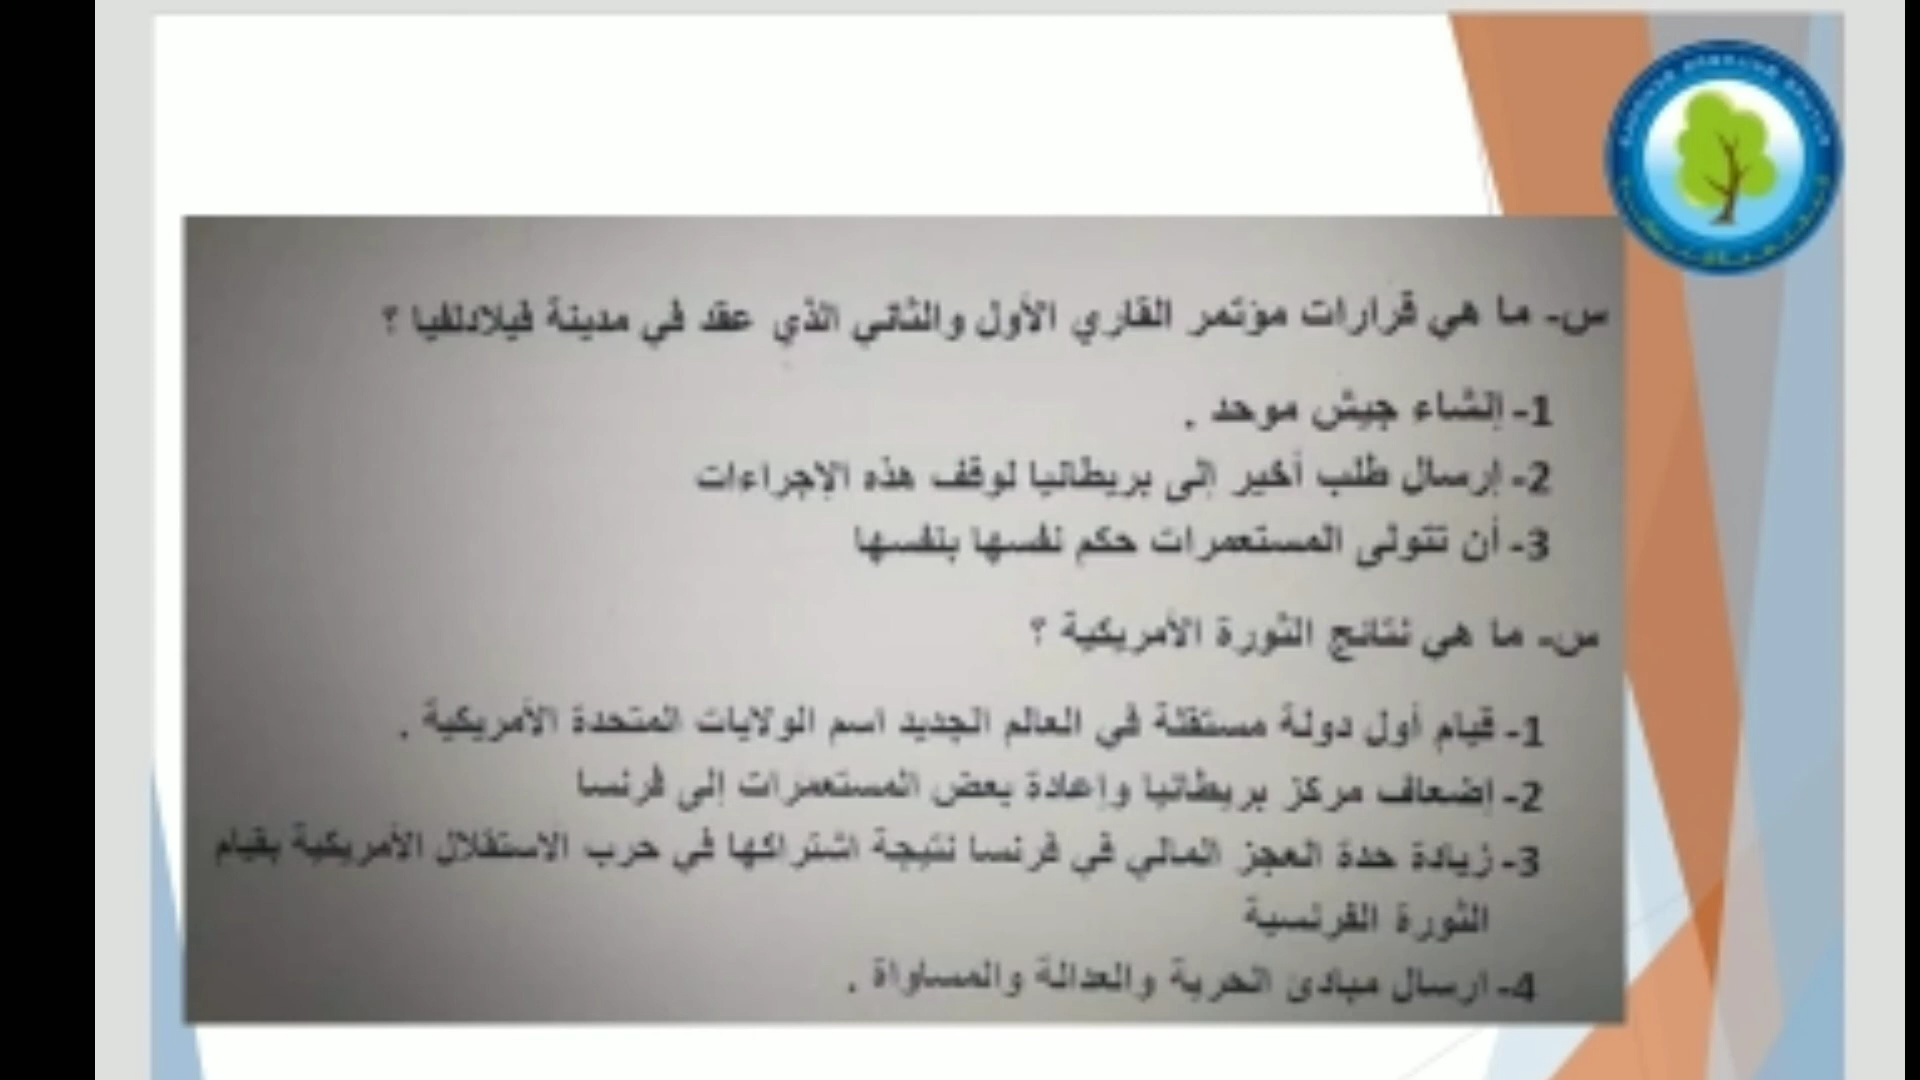 س- ما هي قرارات مؤتمر القاري الأول والثاني الذي عقد في مدينة فيلادلفيا ؟
1- إنشاء جيش موحد .
2- إرسال طلب أخير إلى بريطانيا لوقف هذه الإجراءات
3- أن تتولى المستعمرات حكم نفسها بنفسها
س- ما هي نتائج الثورة الأمريكية ؟
1- قيام أول دولة مستقلة في العالم الجديد اسم الولايات المتحدة الأمريكية .
2- إضعاف مركز بريطانيا وإعادة بعض المستعمرات إلى فرنسا
3- زيادة حدة العجز المالي في فرنسا نتيجة اشتراكها في حرب الاستقلال الأمريكية بقيام
الثورة الفرنسية
4- ارسال مبادئ الحرية والعدالة والمساواة .